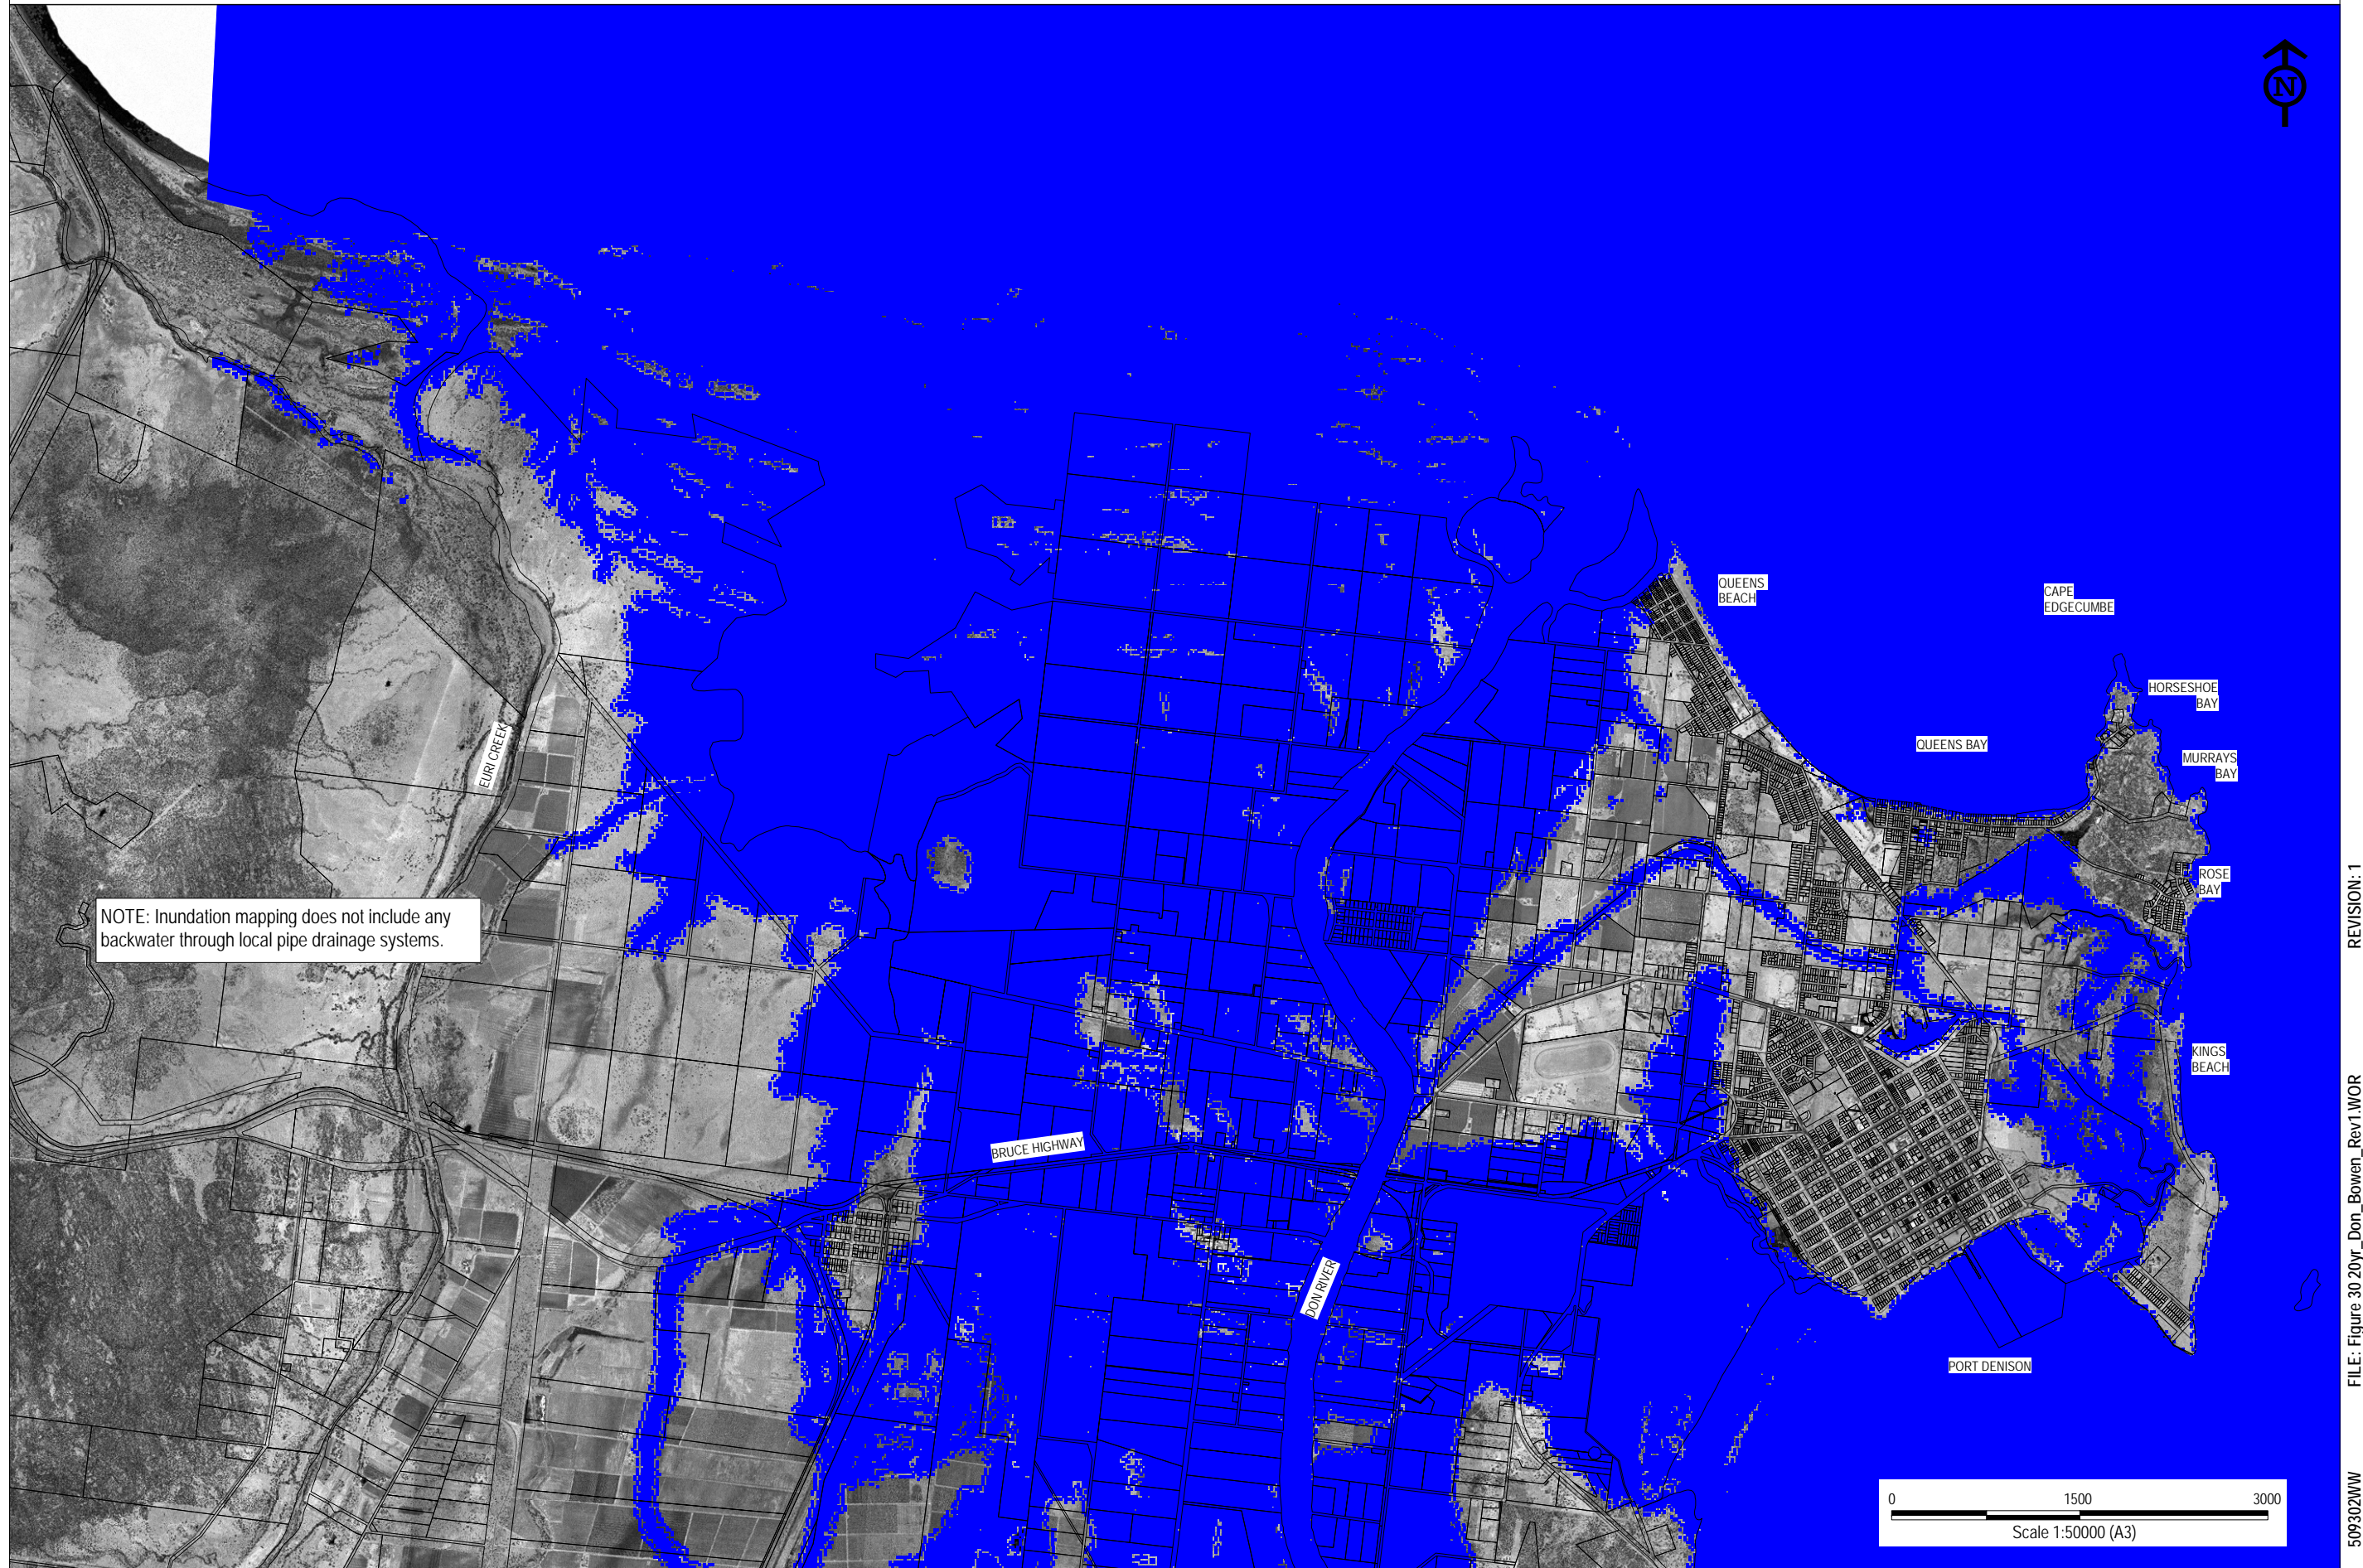 N
QUEENS
BEACH
CAPE
EDGECUMBE
HORSESHOE
BAY
QUEENS BAY
MURRAYS
BAY
EURI CREEK
ROSE
BAY
NOTE: Inundation mapping does not include any
backwater through local pipe drainage systems.
KINGS
BEACH
BRUCE HIGHWAY
DON RIVER
PORT DENISON
0 1500 3000
Scale 1:50000 (A3)
509302WW FILE: Figure 30 20yr_Don_Bowen_Rev1.WOR REVISION: 1